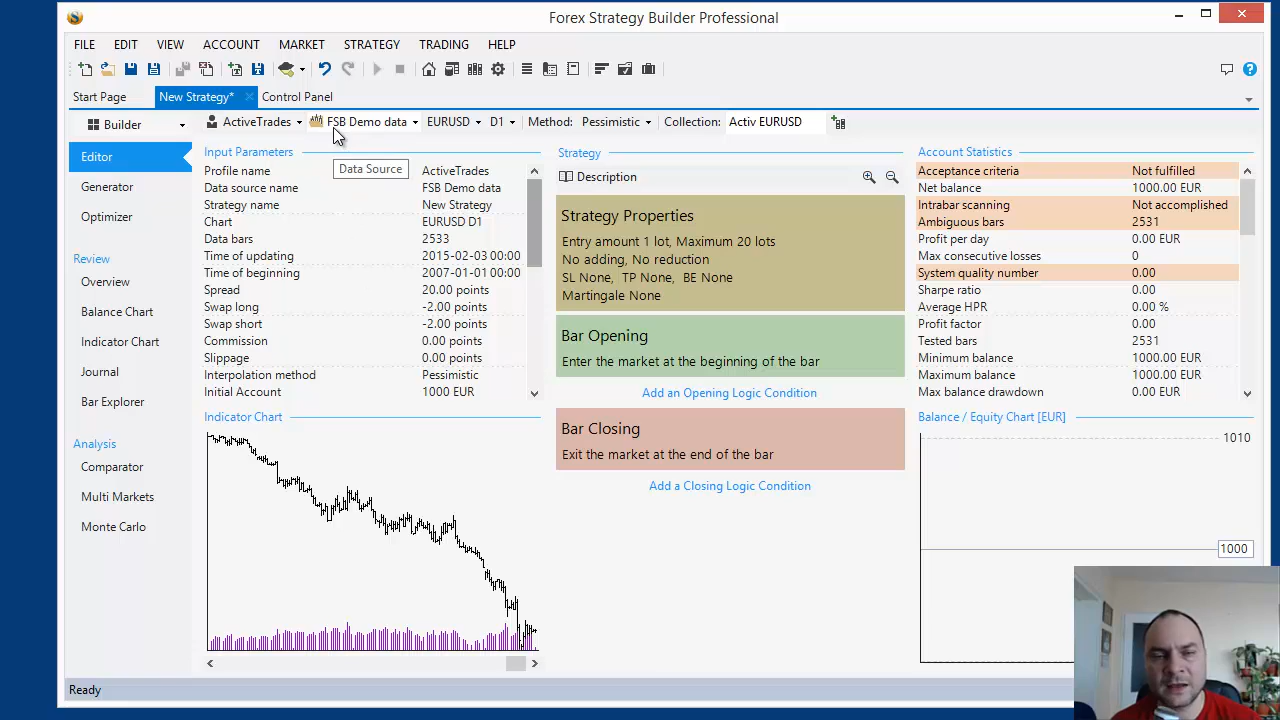 Forex Strategy Builder Professional
FILE EDIT VIEW ACCOUNT MARKET STRATEGY TRADING HELP
Start Page New Strategy* Control Panel
Builder ActiveTrades FSB Demo data EURUSD D1 Method: Pessimistic Collection: Activ EURUSD
Data Source
Editor
Generator
Optimizer
Review
Overview
Balance Chart
Indicator Chart
Journal
Bar Explorer
Analysis
Comparator
Multi Markets
Monte Carlo
Input Parameters
Profile name ActiveTrades
Data source name FSB Demo data
Strategy name New Strategy
Chart EURUSD D1
Data bars 2533
Time of updating 2015-02-03 00:00
Time of beginning 2007-01-01 00:00
Spread 20.00 points
Swap long -2.00 points
Swap short -2.00 points
Commission 0.00 points
Slippage 0.00 points
Interpolation method Pessimistic
Initial Account 1000 EUR
Indicator Chart
Strategy
Description
Strategy Properties
Entry amount 1 lot, Maximum 20 lots
No adding, No reduction
SL None, TP None, BE None
Martingale None
Bar Opening
Enter the market at the beginning of the bar
Add an Opening Logic Condition
Bar Closing
Exit the market at the end of the bar
Add a Closing Logic Condition
Account Statistics
Acceptance criteria Not fulfilled
Net balance 1000.00 EUR
Intrabar scanning Not accomplished
Ambiguous bars 2531
Profit per day 0.00 EUR
Max consecutive losses 0
System quality number 0.00
Sharpe ratio 0.00
Average HPR 0.00 %
Profit factor 0.00
Tested bars 2531
Minimum balance 1000.00 EUR
Maximum balance 1000.00 EUR
Max balance drawdown 0.00 EUR
Balance / Equity Chart [EUR]
1010
1000
Ready